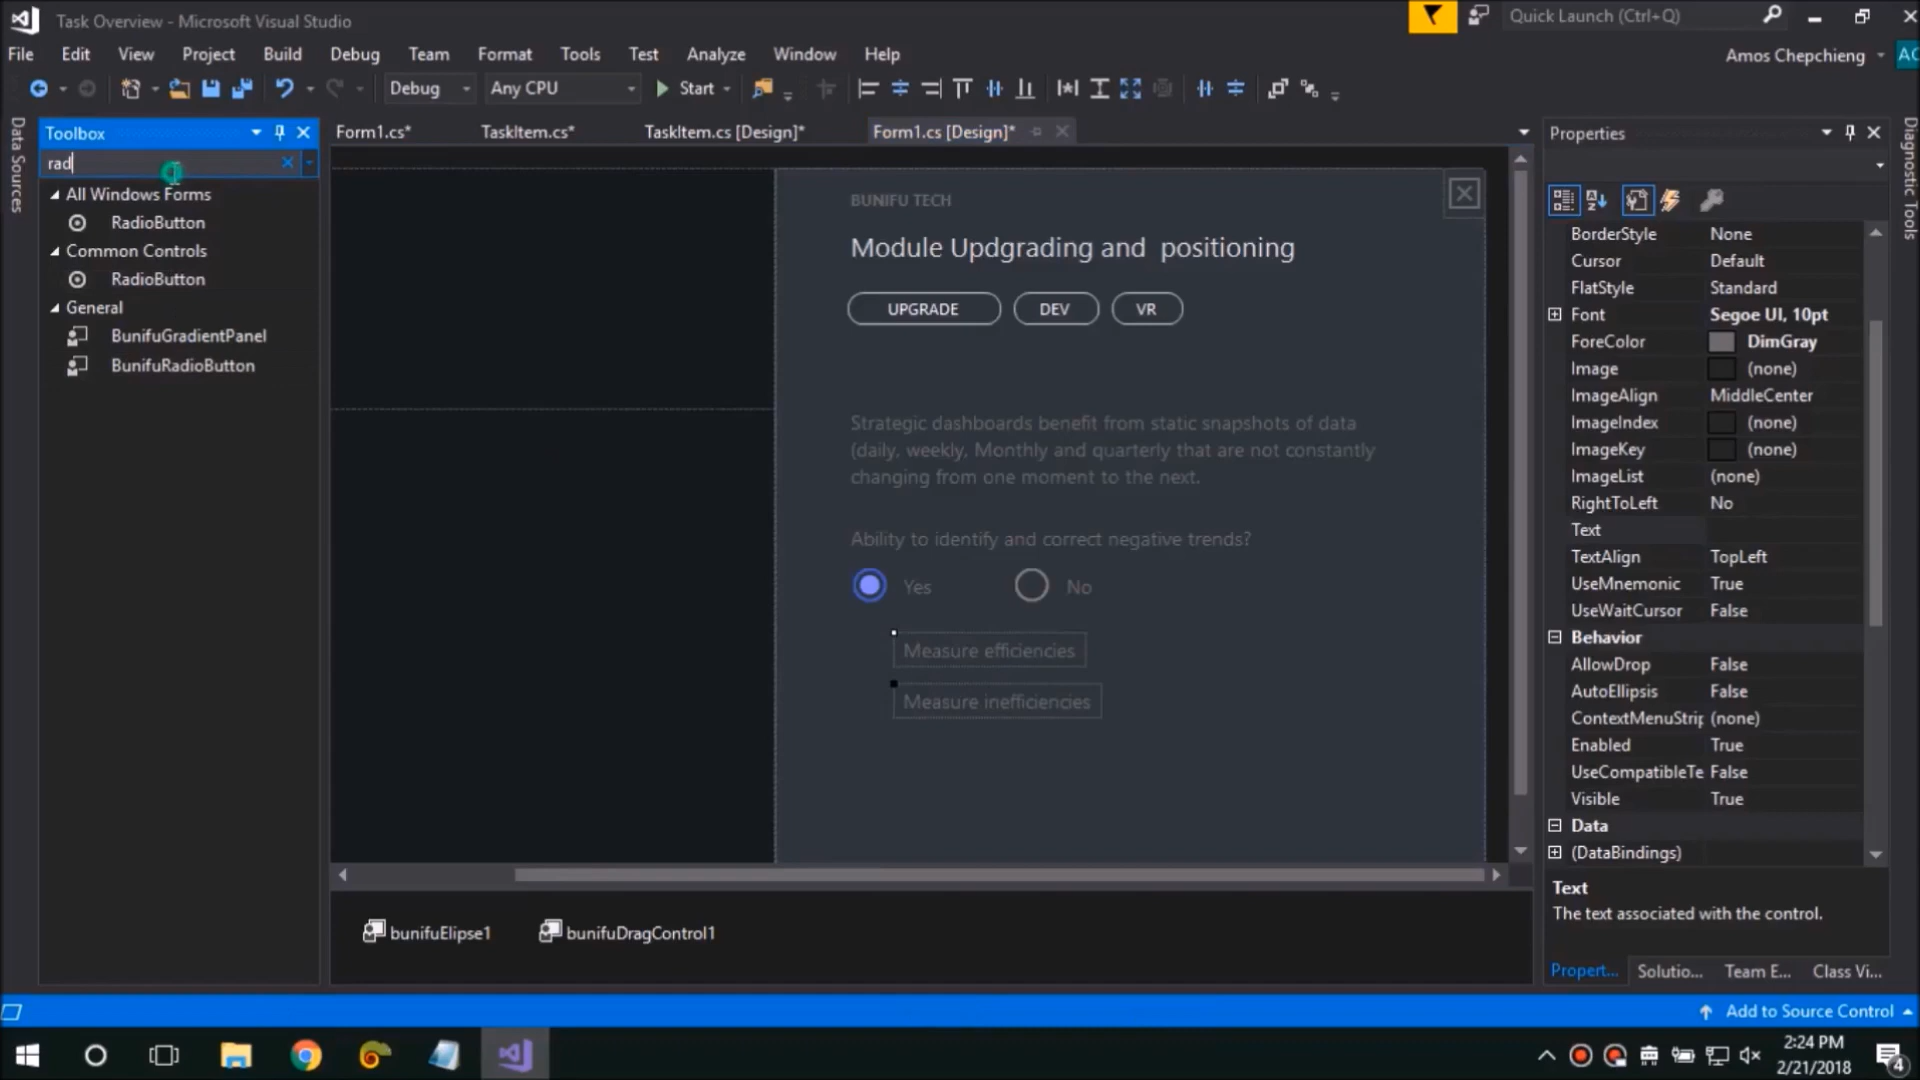 Task Overview - Microsoft Visual Studio
Quick Launch (Ctrl+Q)
File Edit View Project Build Debug Team Format Tools Test Analyze Window Help
Amos Chepchieng
AC
Debug Any CPU Start
Data Sources
Toolbox
rad
All Windows Forms
RadioButton
Common Controls
RadioButton
General
BunifuGradientPanel
BunifuRadioButton
Form1.cs* TaskItem.cs* TaskItem.cs [Design]* Form1.cs [Design]*
BUNIFU TECH
Module Updgrading and positioning
UPGRADE DEV VR
Strategic dashboards benefit from static snapshots of data
(daily, weekly, Monthly and quarterly that are not constantly
changing from one moment to the next.
Ability to identify and correct negative trends?
Yes No
Measure efficiencies
Measure inefficiencies
bunifuElipse1 bunifuDragControl1
Properties
BorderStyle None
Cursor Default
FlatStyle Standard
Font Segoe UI, 10pt
ForeColor DimGray
Image (none)
ImageAlign MiddleCenter
ImageIndex (none)
ImageKey (none)
ImageList (none)
RightToLeft No
Text
TextAlign TopLeft
UseMnemonic True
UseWaitCursor False
Behavior
AllowDrop False
AutoEllipsis False
ContextMenuStrip (none)
Enabled True
UseCompatibleTe False
Visible True
Data
(DataBindings)
Text
The text associated with the control.
Propert... Solutio... Team E... Class Vi...
Diagnostic Tools
Add to Source Control
2:24 PM
2/21/2018
4